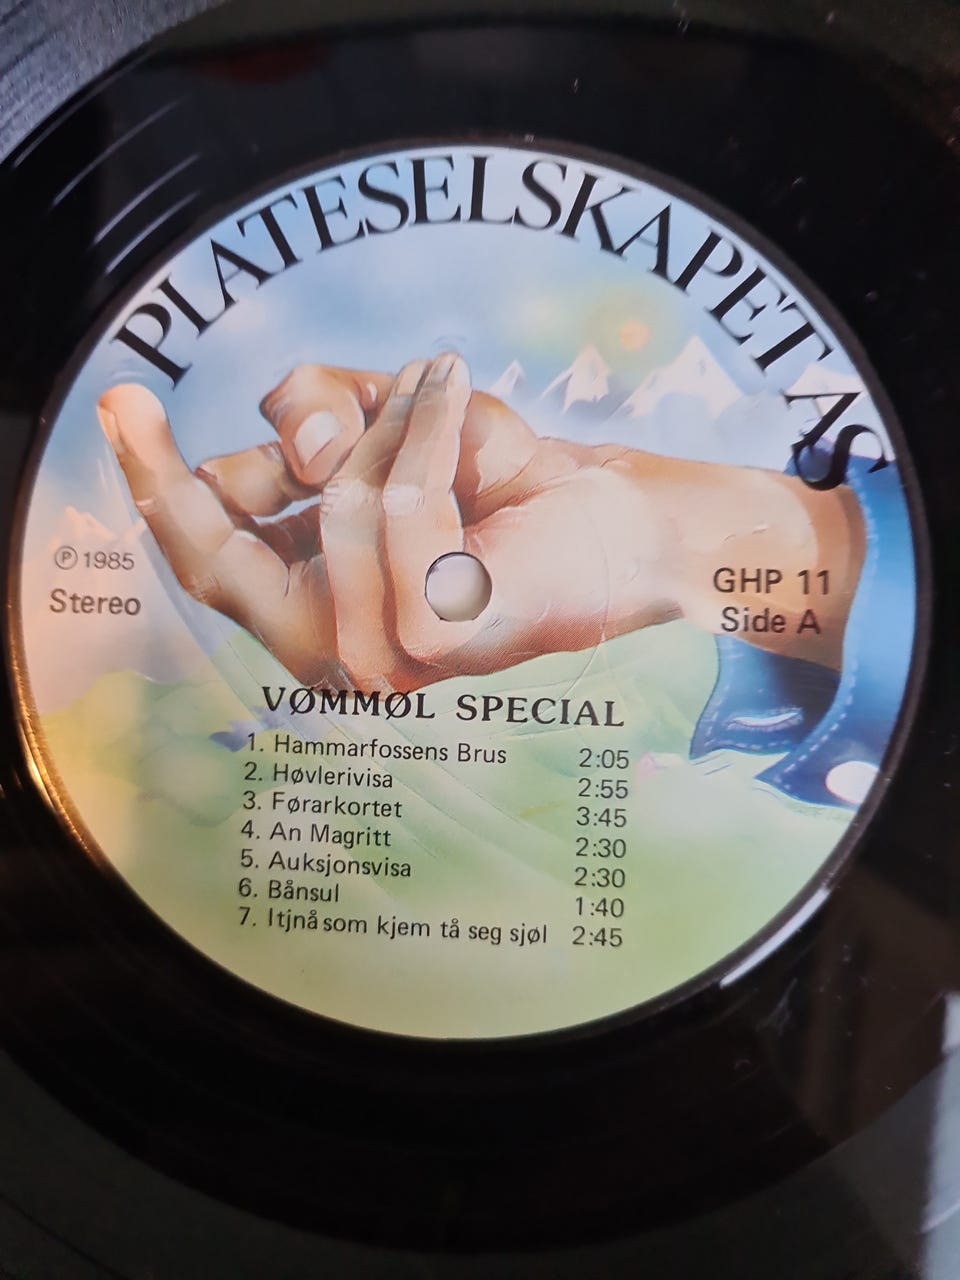 PLATESELSKAPET AS
℗ 1985
Stereo
GHP 11
Side A
VØMMØL SPECIAL
1. Hammarfossens Brus 2:05
2. Høvlerivisa 2:55
3. Førarkortet 3:45
4. An Magritt 2:30
5. Auksjonsvisa 2:30
6. Bånsul 1:40
7. Itjnå som kjem tå seg sjøl 2:45